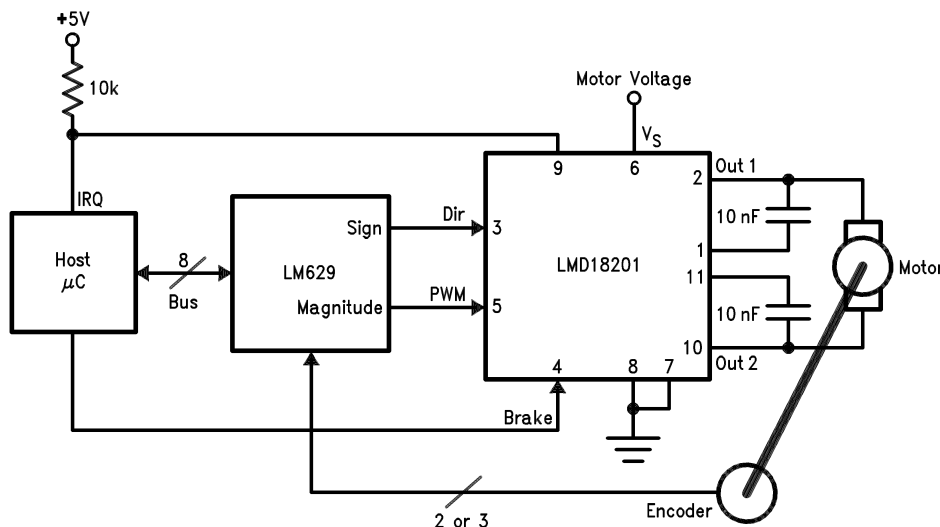 +5V
10k
Motor Voltage
V_S
9
6
2
Out 1
IRQ
Sign
Dir
3
10 nF
Host
μC
8
Bus
LM629
LMD18201
1
11
Motor
Magnitude
PWM
5
10 nF
10
Out 2
4
8
7
Brake
Encoder
2 or 3